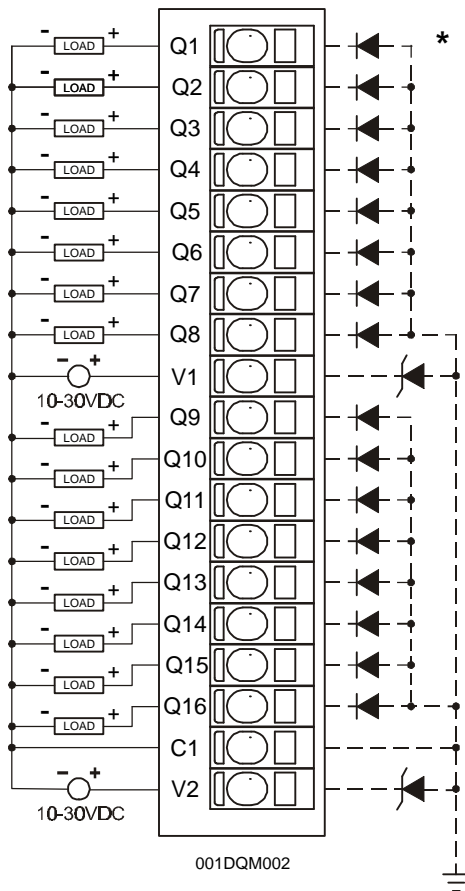 - LOAD + Q1 *
- LOAD + Q2
- LOAD + Q3
- LOAD + Q4
- LOAD + Q5
- LOAD + Q6
- LOAD + Q7
- LOAD + Q8
- + V1
10-30VDC
- LOAD + Q9
- LOAD + Q10
- LOAD + Q11
- LOAD + Q12
- LOAD + Q13
- LOAD + Q14
- LOAD + Q15
- LOAD + Q16
C1
- + V2
10-30VDC
001DQM002